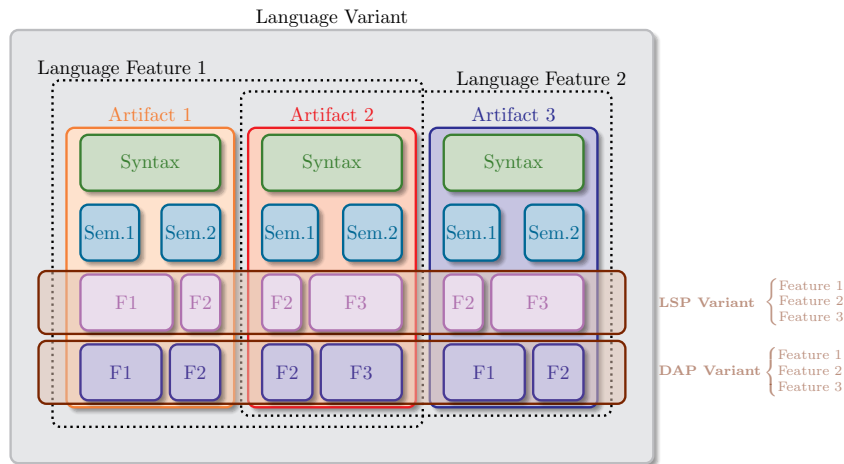 Language Variant
Language Feature 1
Language Feature 2
Artifact 1 Artifact 2 Artifact 3
Syntax Syntax Syntax
Sem.1 Sem.2 Sem.1 Sem.2 Sem.1 Sem.2
F1 F2 F2 F3 F2 F3
LSP Variant
Feature 1
Feature 2
Feature 3
F1 F2 F2 F3 F1 F2
DAP Variant
Feature 1
Feature 2
Feature 3